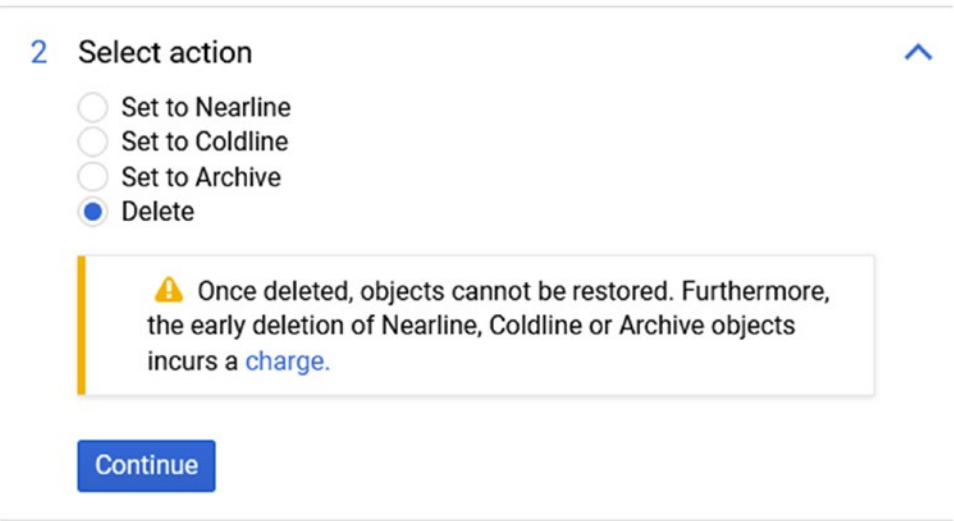 2 Select action
Set to Nearline
Set to Coldline
Set to Archive
Delete
Once deleted, objects cannot be restored. Furthermore,
the early deletion of Nearline, Coldline or Archive objects
incurs a charge.
Continue